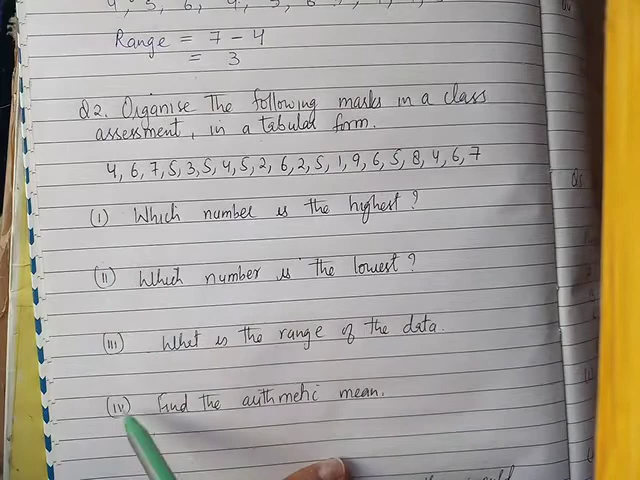 Range = 7 - 4
= 3
Q2. Organise the following marks in a class
assessment, in a tabular form.
4, 6, 7, 5, 3, 5, 4, 5, 2, 6, 2, 5, 1, 9, 6, 5, 8, 4, 6, 7
(i) Which number is the highest?
(ii) Which number is the lowest?
(iii) What is the range of the data.
(iv) Find the authmetic mean.